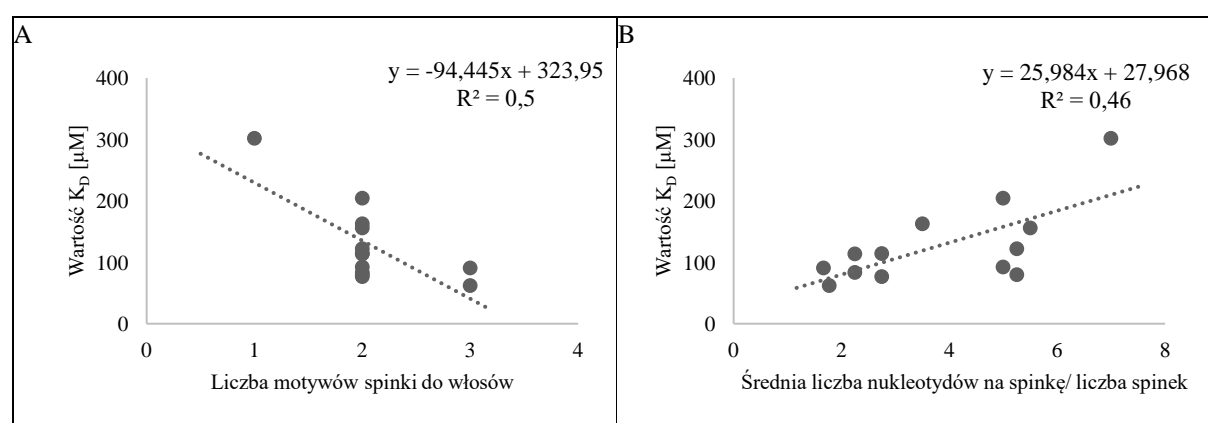 A
y = -94,445x + 323,95
R² = 0,5
400
300
200
100
0
Wartość K_D [µM]
0 1 2 3 4
Liczba motywów spinki do włosów
B
y = 25,984x + 27,968
R² = 0,46
400
300
200
100
0
Wartość K_D [µM]
0 2 4 6 8
Średnia liczba nukleotydów na spinkę/ liczba spinek